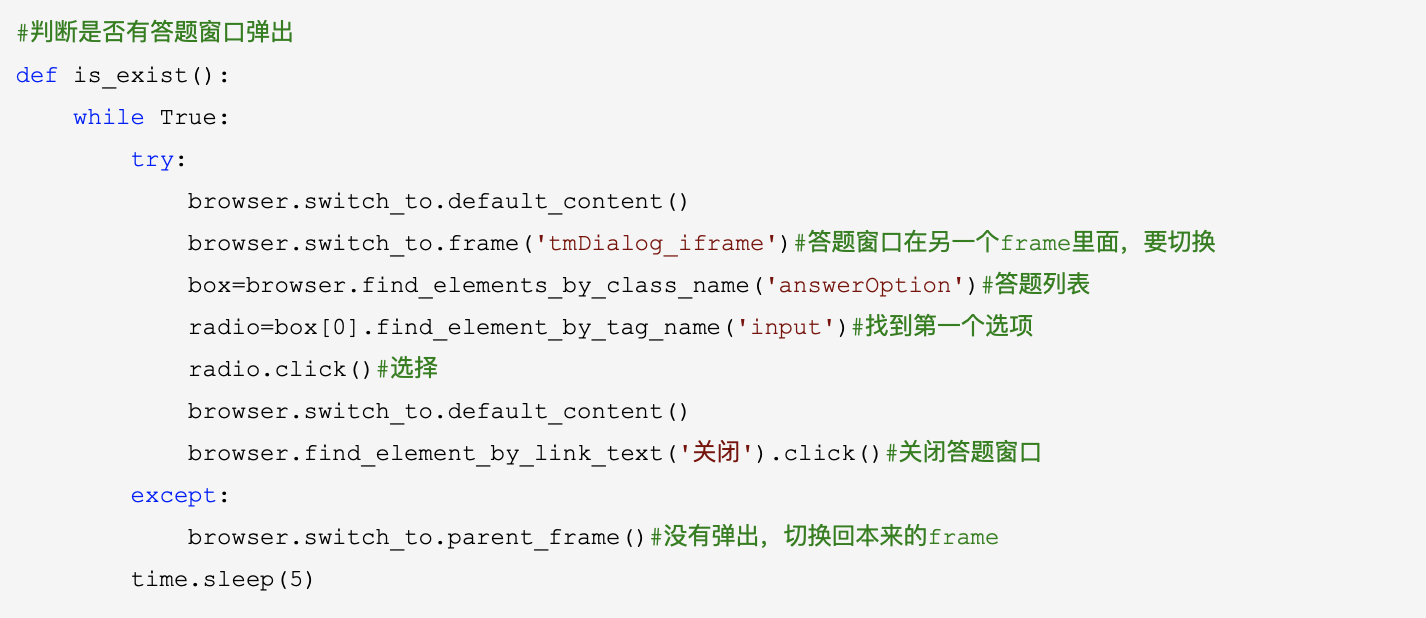 #判断是否有答题窗口弹出
def is_exist():
    while True:
        try:
            browser.switch_to.default_content()
            browser.switch_to.frame('tmDialog_iframe')#答题窗口在另一个frame里面，要切换
            box=browser.find_elements_by_class_name('answerOption')#答题列表
            radio=box[0].find_element_by_tag_name('input')#找到第一个选项
            radio.click()#选择
            browser.switch_to.default_content()
            browser.find_element_by_link_text('关闭').click()#关闭答题窗口
        except:
            browser.switch_to.parent_frame()#没有弹出，切换回本来的frame
        time.sleep(5)